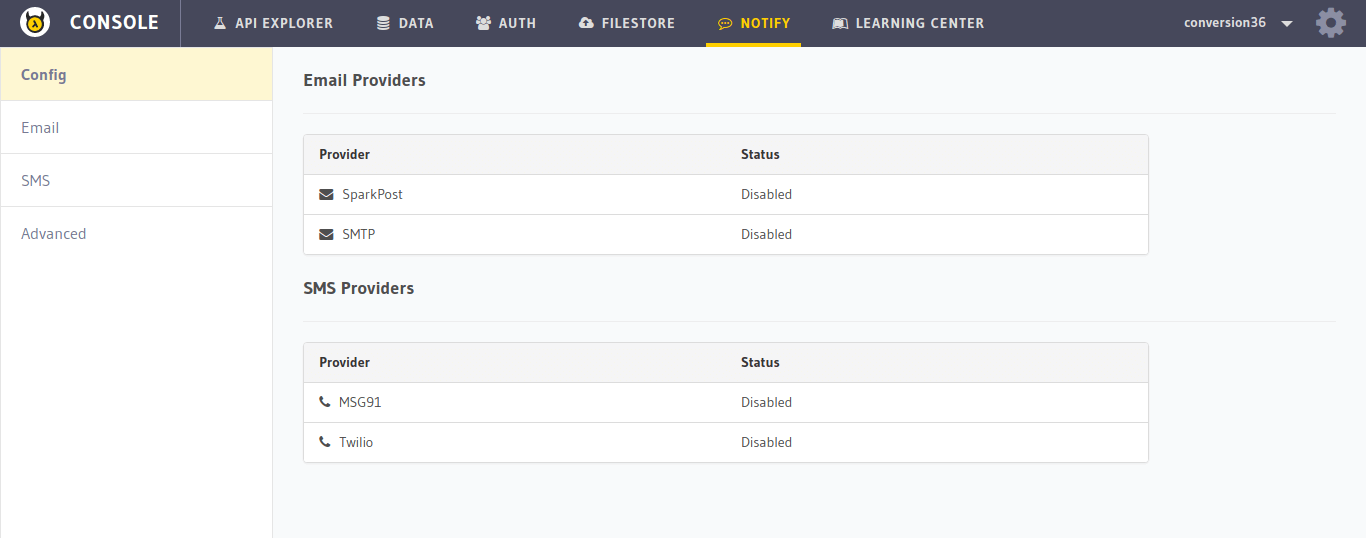 CONSOLE API EXPLORER DATA AUTH FILESTORE NOTIFY LEARNING CENTER conversion36
Config
Email
SMS
Advanced
Email Providers
Provider Status
SparkPost Disabled
SMTP Disabled
SMS Providers
Provider Status
MSG91 Disabled
Twilio Disabled